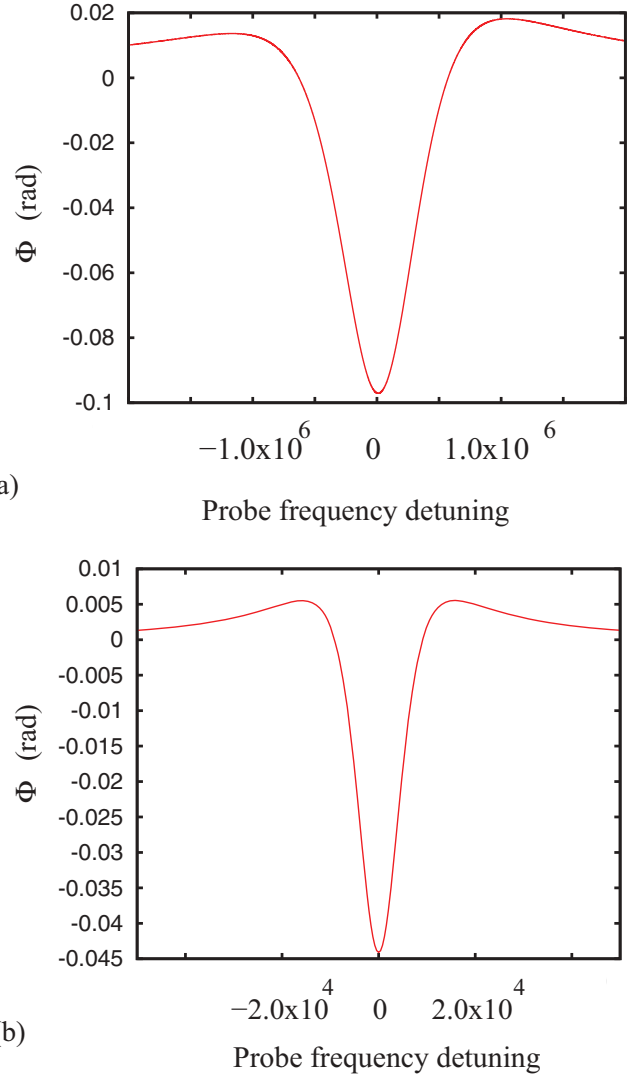 0.02
0
-0.02
-0.04
-0.06
-0.08
-0.1
Φ (rad)
−1.0x10^6 0 1.0x10^6
a)
Probe frequency detuning
0.01
0.005
0
-0.005
-0.01
-0.015
-0.02
-0.025
-0.03
-0.035
-0.04
-0.045
Φ (rad)
−2.0x10^4 0 2.0x10^4
b)
Probe frequency detuning